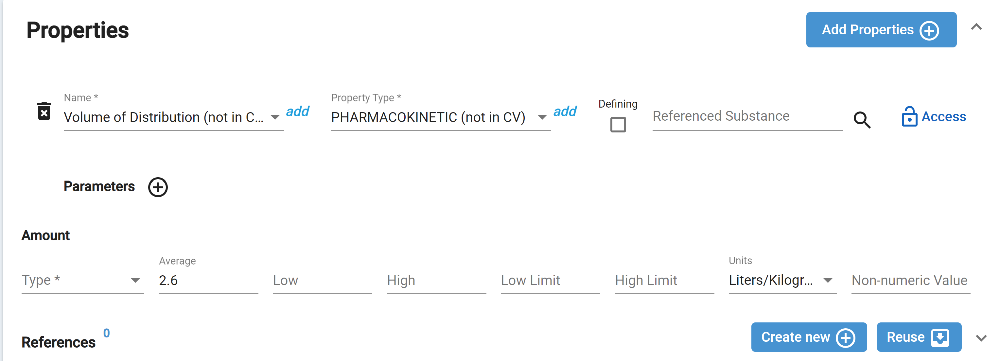 Properties
Add Properties
Name *
Volume of Distribution (not in C...
add
Property Type *
PHARMACOKINETIC (not in CV)
add
Defining
Referenced Substance
Access
Parameters
Amount
Type *
Average
2.6
Low
High
Low Limit
High Limit
Units
Liters/Kilogr...
Non-numeric Value
References 0
Create new
Reuse